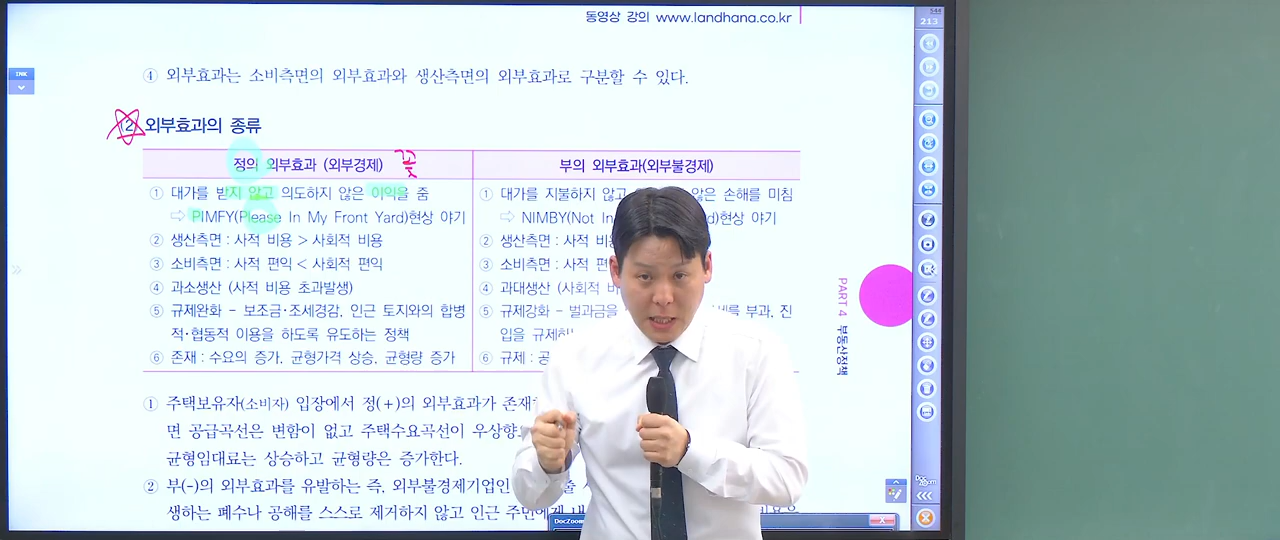 동영상 강의 www.landhana.co.kr
544
213
INK
④ 외부효과는 소비측면의 외부효과와 생산측면의 외부효과로 구분할 수 있다.
2 외부효과의 종류
정의 외부효과 (외부경제) 꽃
부의 외부효과(외부불경제)
① 대가를 받지 않고 의도하지 않은 이익을 줌
⇨ PIMFY(Please In My Front Yard)현상 야기
② 생산측면 : 사적 비용 > 사회적 비용
③ 소비측면 : 사적 편익 < 사회적 편익
④ 과소생산 (사적 비용 초과발생)
⑤ 규제완화 - 보조금·조세경감, 인근 토지와의 합병
적·협동적 이용을 하도록 유도하는 정책
⑥ 존재 : 수요의 증가, 균형가격 상승, 균형량 증가
① 대가를 지불하지 않고 않은 손해를 미침
⇨ NIMBY(Not In d)현상 야기
② 생산측면 : 사적 비
③ 소비측면 : 사적 편
④ 과대생산 (사회적 비
⑤ 규제강화 - 벌과금을 세를 부과, 진
입을 규제하
⑥ 규제 : 공
PART 4 부동산정책
① 주택보유자(소비자) 입장에서 정(+)의 외부효과가 존재
면 공급곡선은 변함이 없고 주택수요곡선이 우상향
균형임대료는 상승하고 균형량은 증가한다.
② 부(-)의 외부효과를 유발하는 즉, 외부불경제기업인
생하는 폐수나 공해를 스스로 제거하지 않고 인근 주민에게
DocZoom
DocZoom